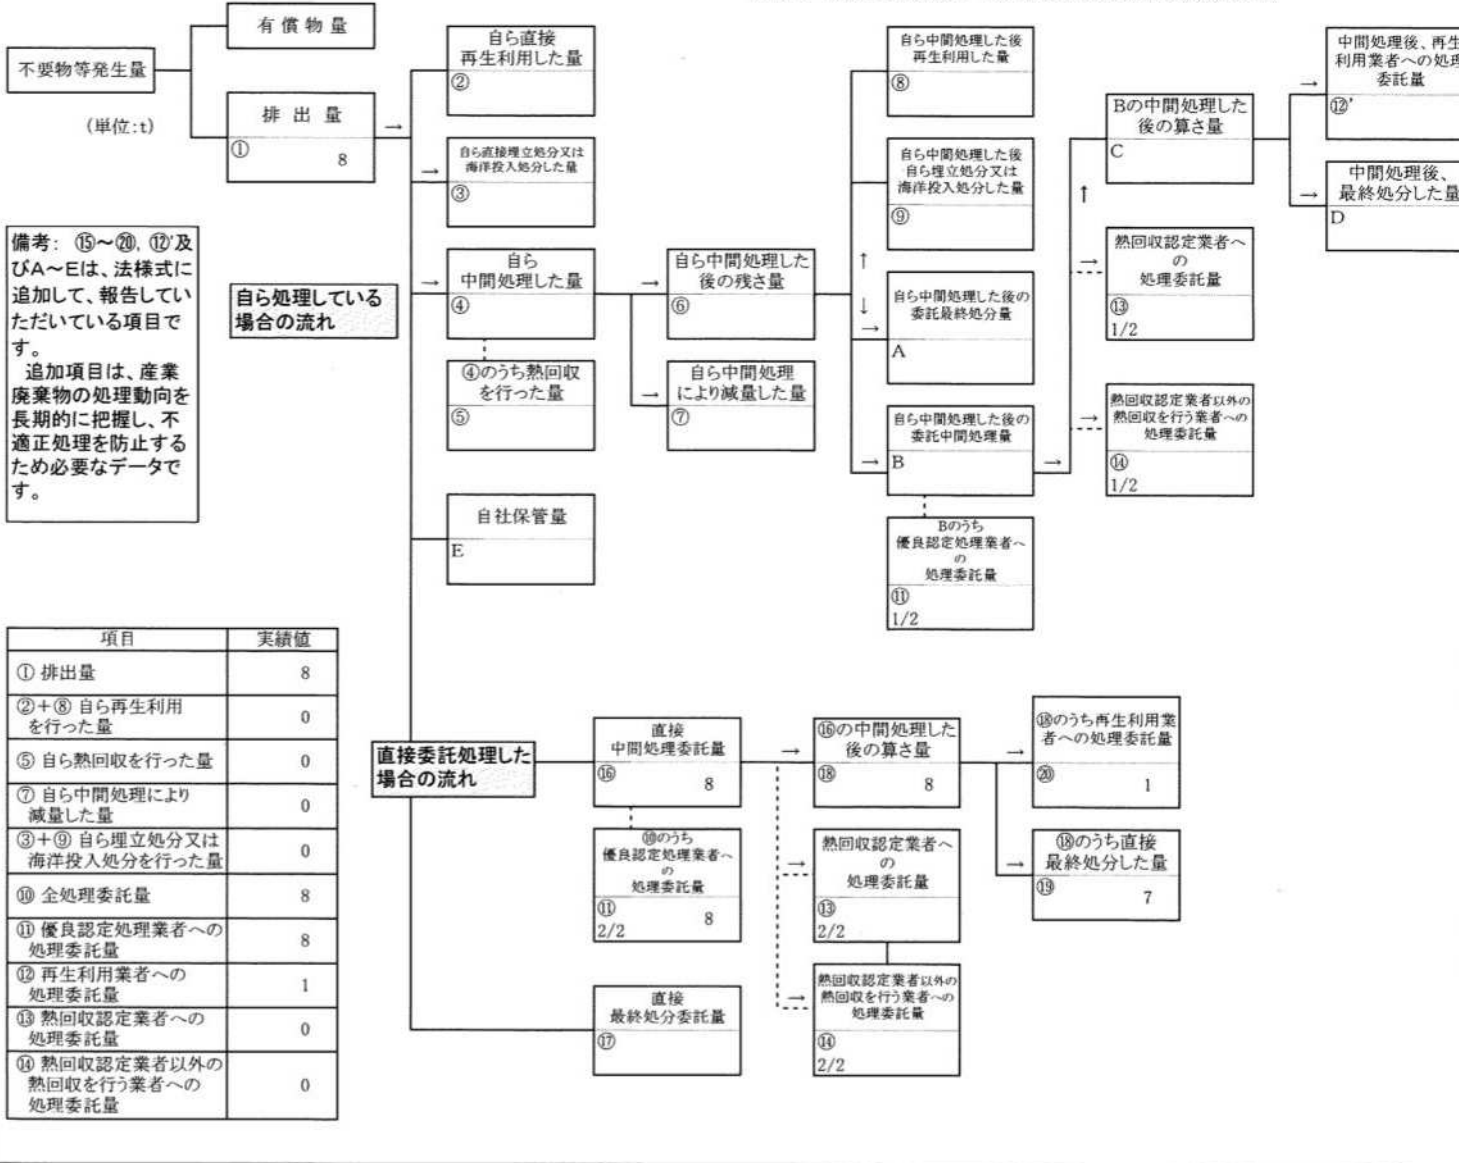 不要物等発生量
(単位:t)
有 償 物 量
排 出 量
①
8
自ら直接
再生利用した量
②
自ら直接埋立処分又は
海洋投入処分した量
③
自ら
中間処理した量
④
④のうち熱回収
を行った量
⑤
自社保管量
E
自ら中間処理した
後の残さ量
⑥
自ら中間処理
により減量した量
⑦
自ら中間処理した後
再生利用した量
⑧
自ら中間処理した後
自ら埋立処分又は
海洋投入処分した量
⑨
自ら中間処理した後の
委託最終処分量
A
自ら中間処理した後の
委託中間処理量
B
Bのうち
優良認定処理業者へ
の
処理委託量
⑪
1/2
Bの中間処理した
後の算さ量
C
熱回収認定業者へ
の
処理委託量
⑬
1/2
熱回収認定業者以外の
熱回収を行う業者への
処理委託量
⑭
1/2
中間処理後、再生
利用業者への処理
委託量
⑫'
中間処理後、
最終処分した量
D
備考: ⑮~⑳, ⑫'及
びA~Eは、法様式に
追加して、報告してい
ただいている項目で
す。
追加項目は、産業
廃棄物の処理動向を
長期的に把握し、不
適正処理を防止する
ため必要なデータで
す。
自ら処理している
場合の流れ
直接委託処理した
場合の流れ
直接
中間処理委託量
⑯
8
⑩のうち
優良認定処理業者へ
の
処理委託量
⑪
2/2
8
直接
最終処分委託量
⑰
⑯の中間処理した
後の算さ量
⑱
8
熱回収認定業者へ
の
処理委託量
⑬
2/2
熱回収認定業者以外の
熱回収を行う業者への
処理委託量
⑭
2/2
⑱のうち再生利用業
者への処理委託量
⑳
1
⑱のうち直接
最終処分した量
⑲
7
項目 実績値
① 排出量 8
②+⑧ 自ら再生利用
を行った量 0
⑤ 自ら熱回収を行った量 0
⑦ 自ら中間処理により
減量した量 0
③+⑨ 自ら埋立処分又は
海洋投入処分を行った量 0
⑩ 全処理委託量 8
⑪ 優良認定処理業者への
処理委託量 8
⑫ 再生利用業者への
処理委託量 1
⑬ 熱回収認定業者への
処理委託量 0
⑭ 熱回収認定業者以外の
熱回収を行う業者への
処理委託量 0